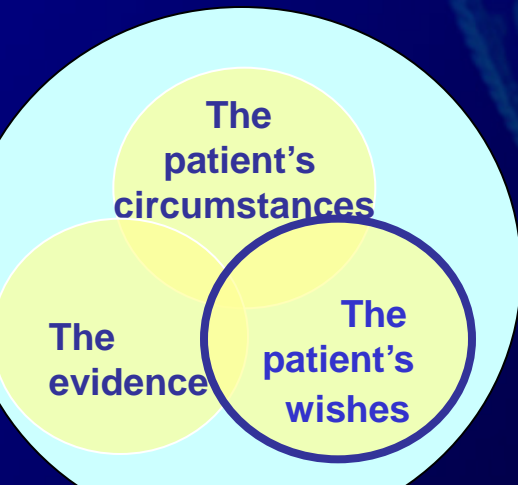 The
patient's
circumstances
The
evidence
The
patient's
wishes